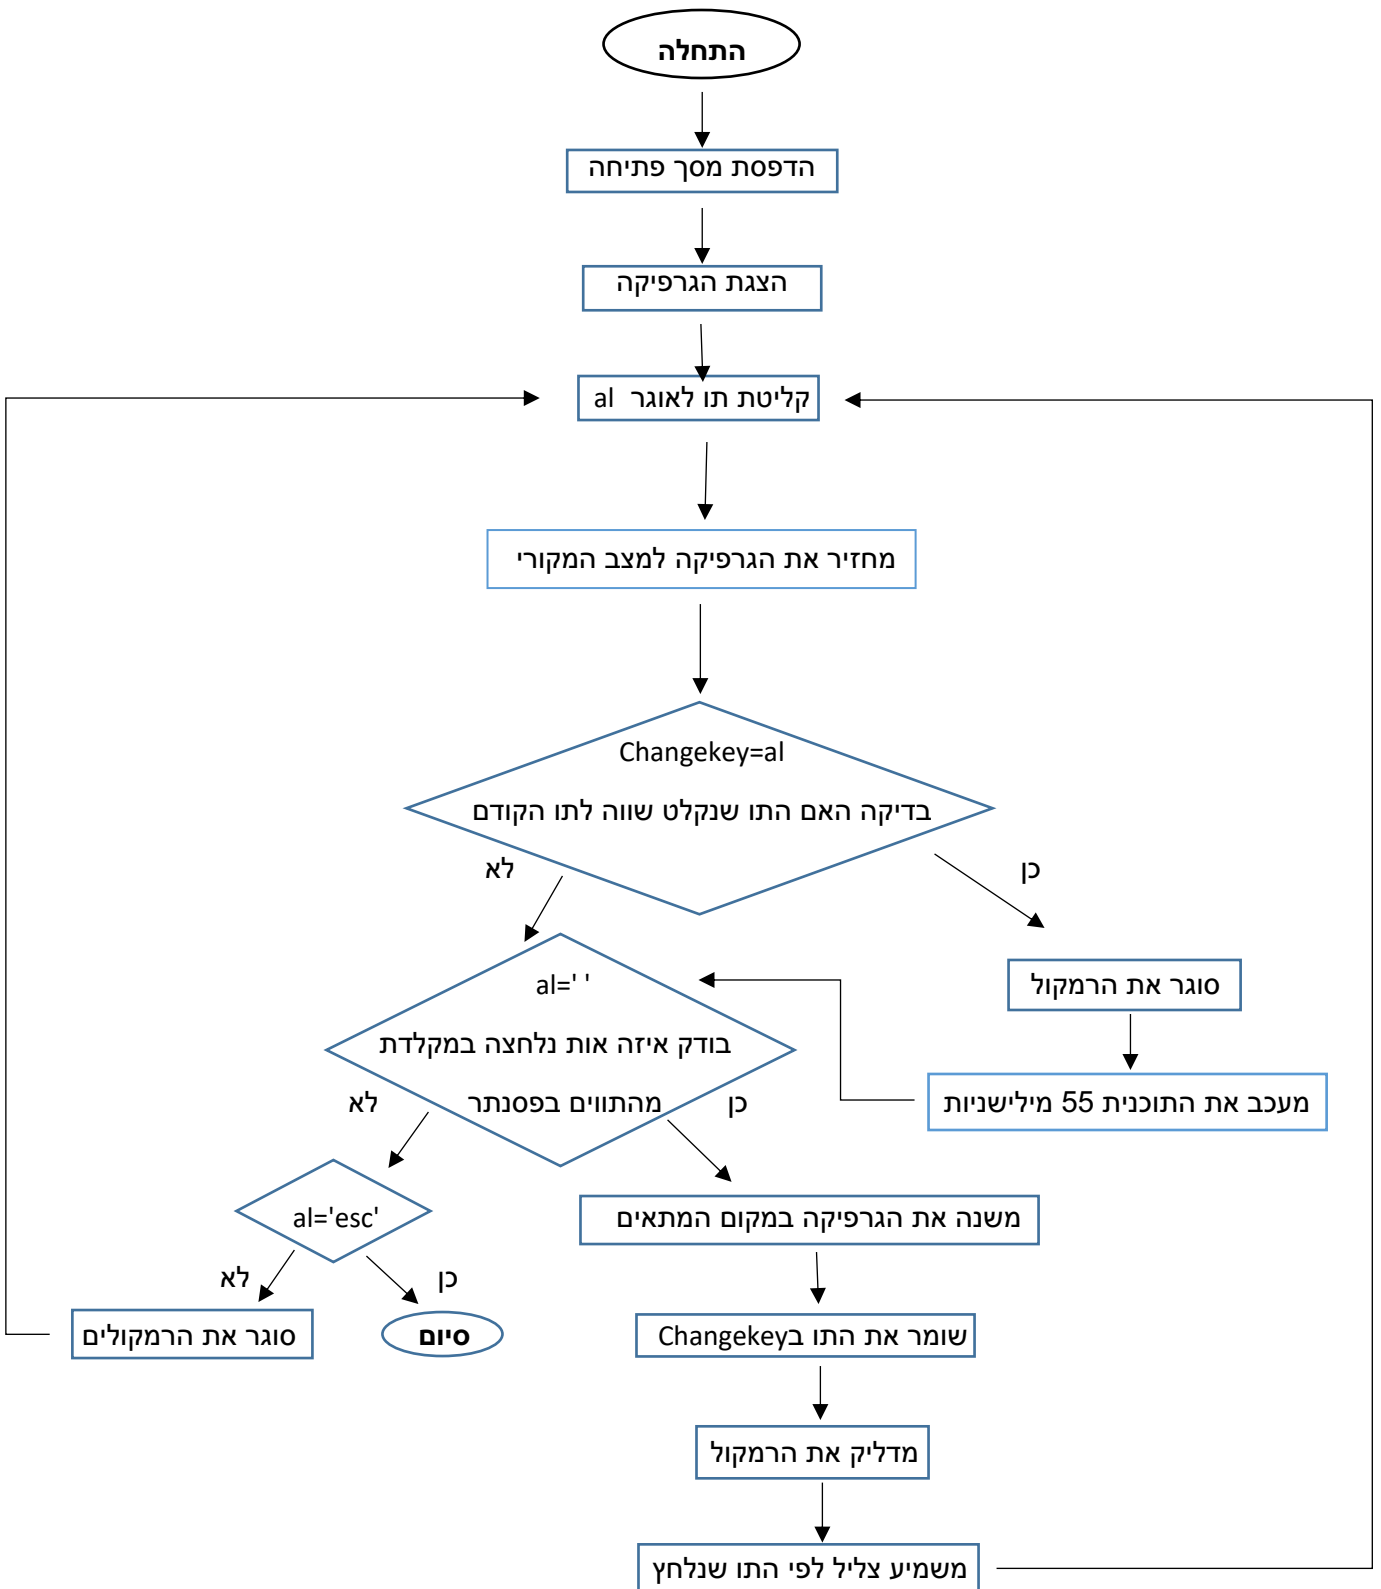 התחלה
הדפסת מסך פתיחה
הצגת הגרפיקה
קליטת תו לאוגר al
מחזיר את הגרפיקה למצב המקורי
Changekey=al
בדיקה האם התו שנקלט שווה לתו הקודם
כן
לא
סוגר את הרמקול
מעכב את התוכנית 55 מילישניות
al=' '
בודק איזה אות נלחצה במקלדת
מהתווים בפסנתר
כן
לא
משנה את הגרפיקה במקום המתאים
al='esc'
כן
לא
סיום
סוגר את הרמקולים
שומר את התו בChangekey
מדליק את הרמקול
משמיע צליל לפי התו שנלחץ